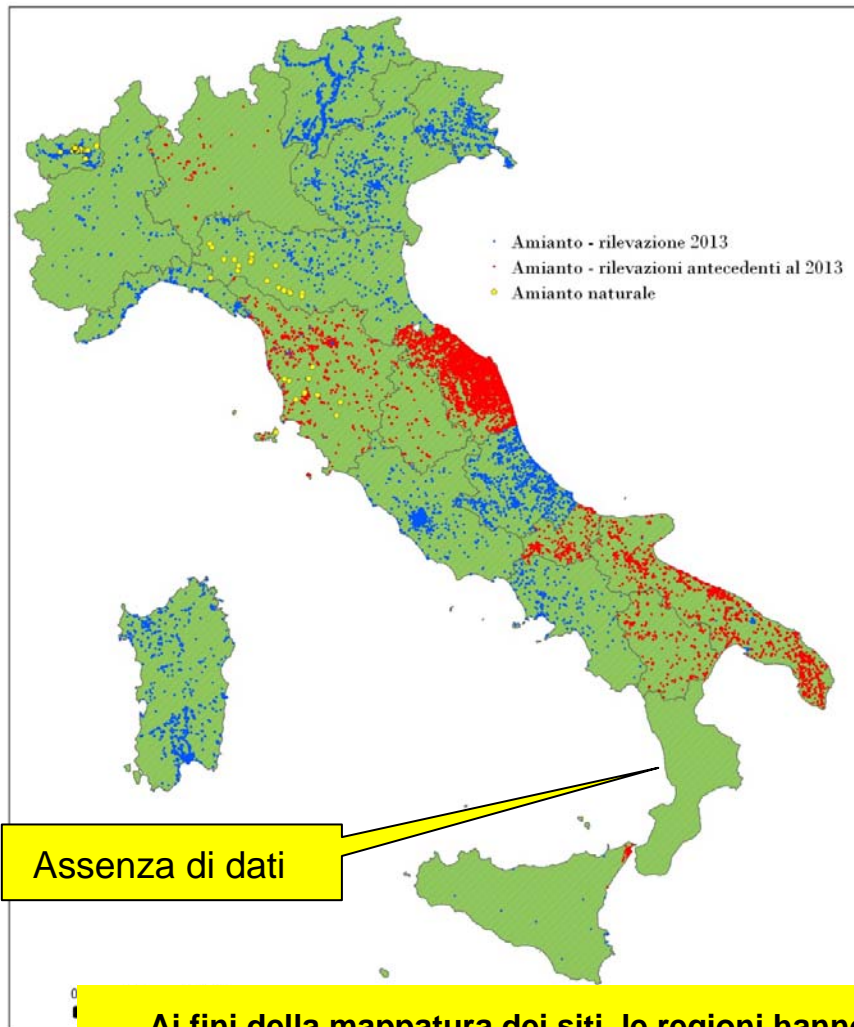 Amianto - rilevazione 2013
Amianto - rilevazioni antecedenti al 2013
Amianto naturale
Assenza di dati
0
Ai fini della mappatura dei siti, le regioni hanno